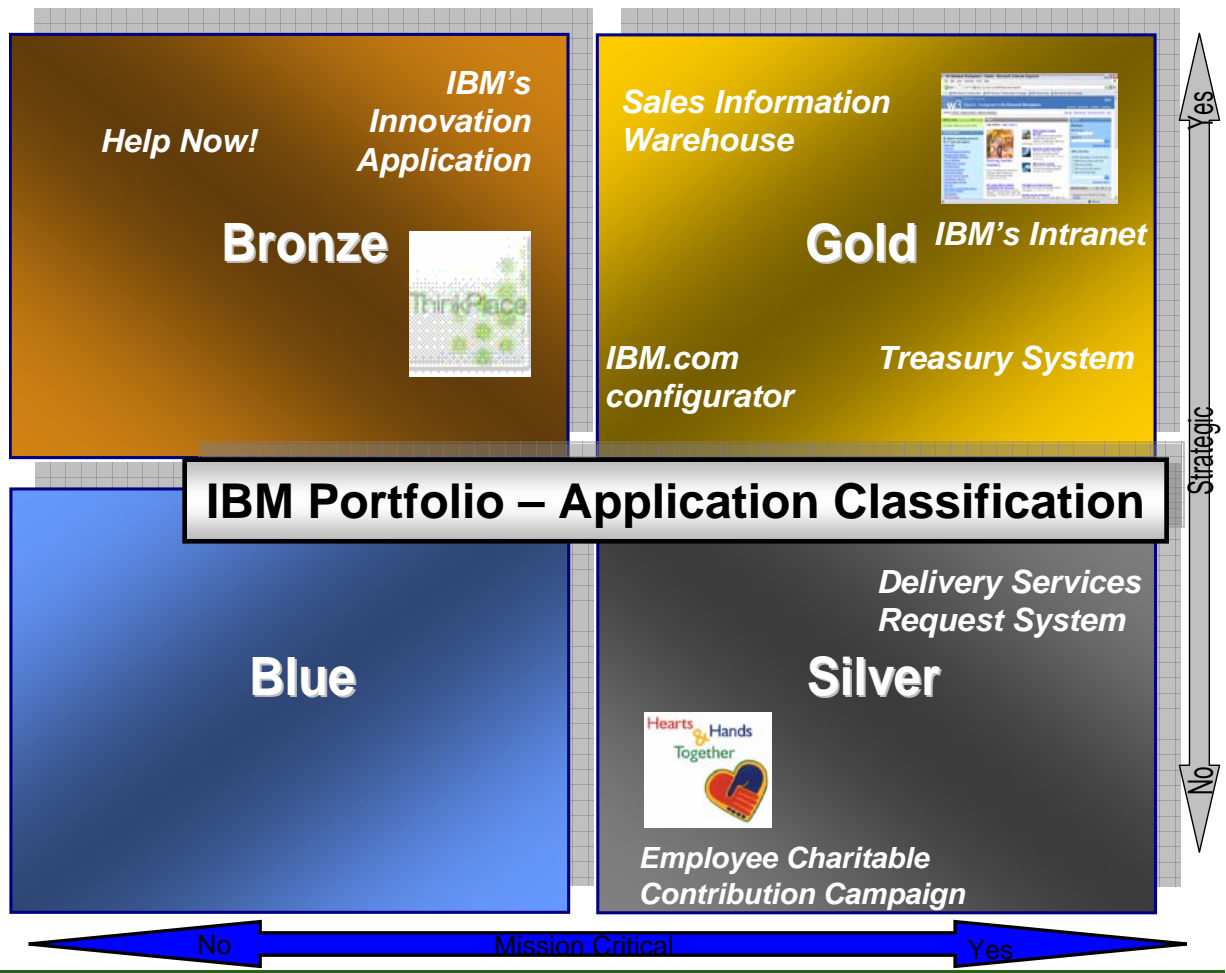 Help Now!
IBM's
Innovation
Application
Bronze
ThinkPlace
Sales Information
Warehouse
Gold
IBM's Intranet
IBM.com
configurator
Treasury System
Yes
Strategic
No
IBM Portfolio – Application Classification
Blue
Delivery Services
Request System
Silver
Hearts
& Hands
Together
Employee Charitable
Contribution Campaign
No
Mission Critical
Yes